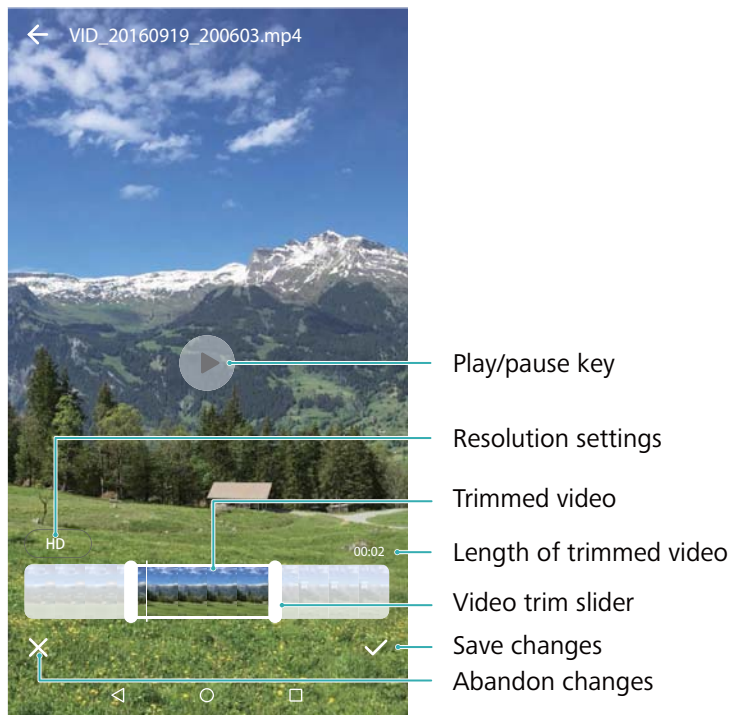 VID_20160919_200603.mp4
Play/pause key
Resolution settings
Trimmed video
HD
00:02
Length of trimmed video
Video trim slider
Save changes
Abandon changes